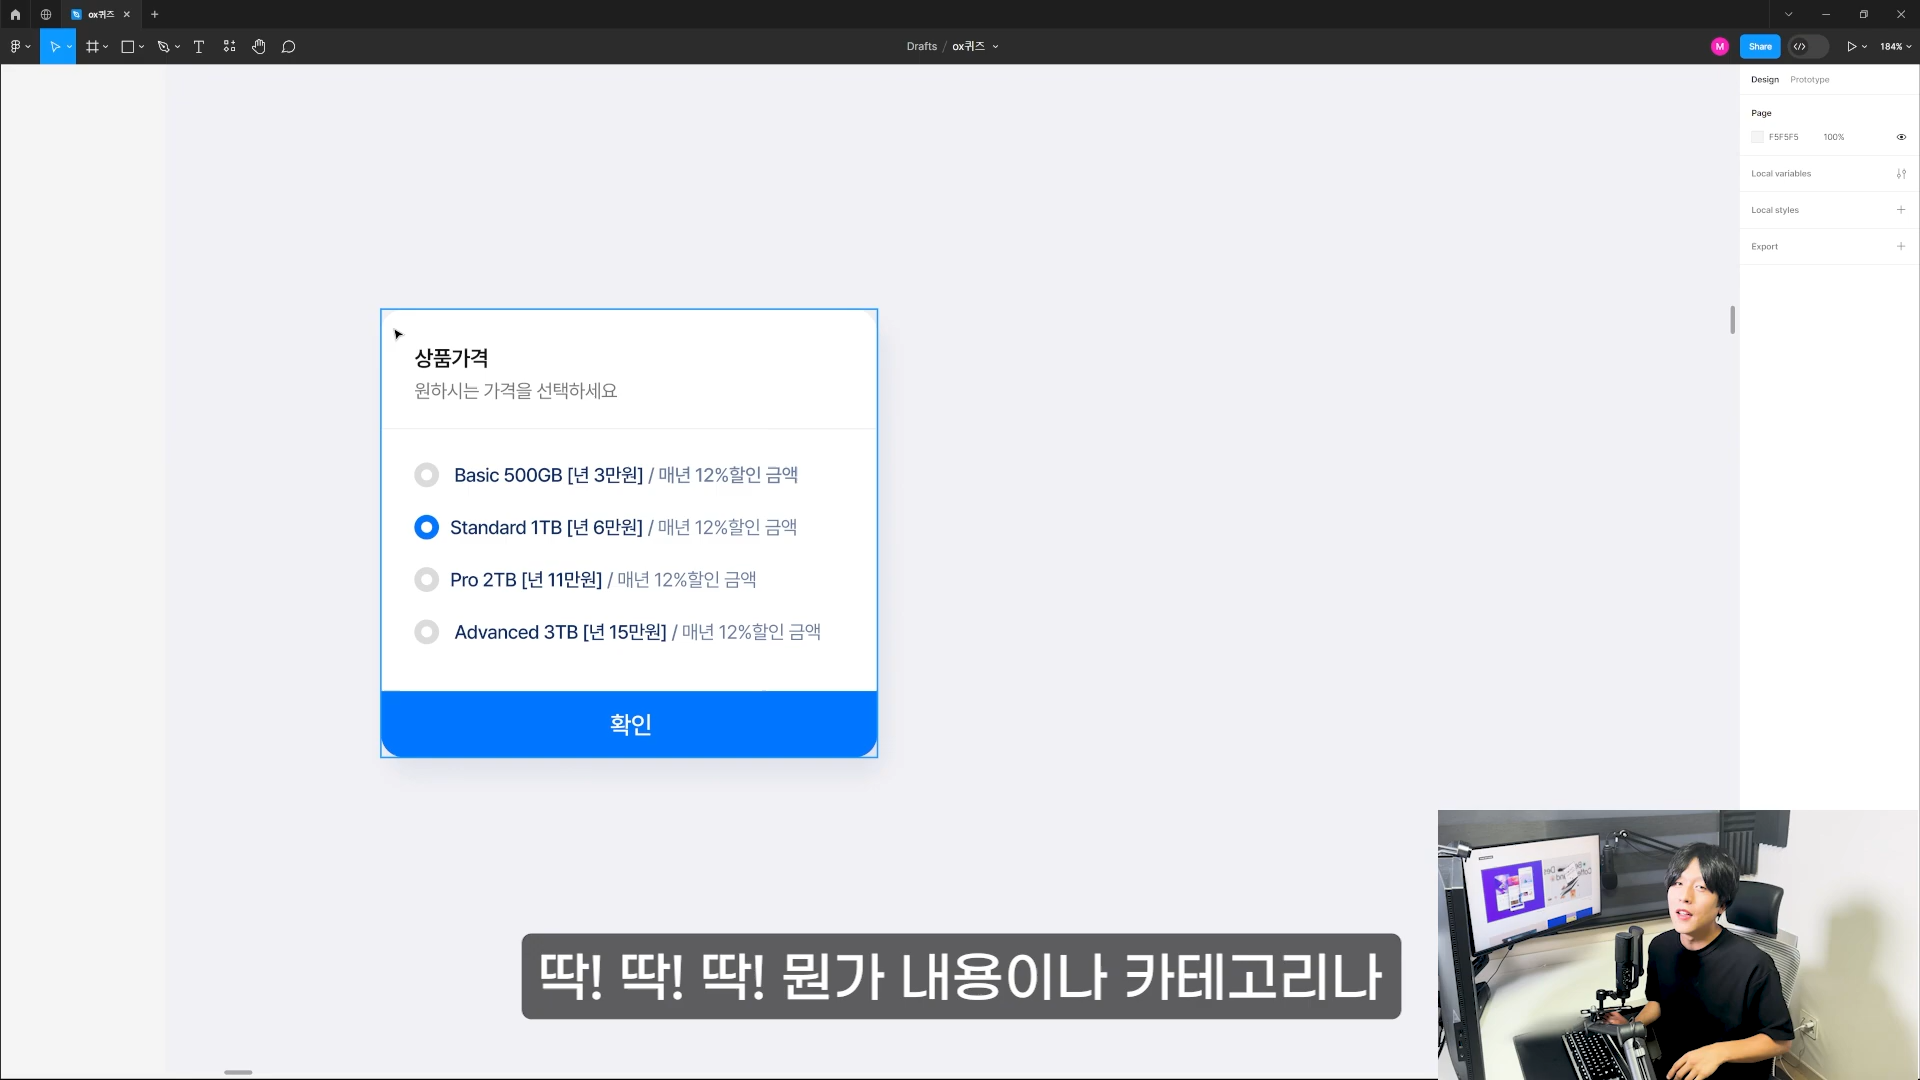 ox퀴즈
Drafts / ox퀴즈
M
Share
184%
Design Prototype
Page
F5F5F5 100%
Local variables
Local styles
Export
상품가격
원하시는 가격을 선택하세요
Basic 500GB [년 3만원] / 매년 12%할인 금액
Standard 1TB [년 6만원] / 매년 12%할인 금액
Pro 2TB [년 11만원] / 매년 12%할인 금액
Advanced 3TB [년 15만원] / 매년 12%할인 금액
확인
딱! 딱! 딱! 뭔가 내용이나 카테고리나